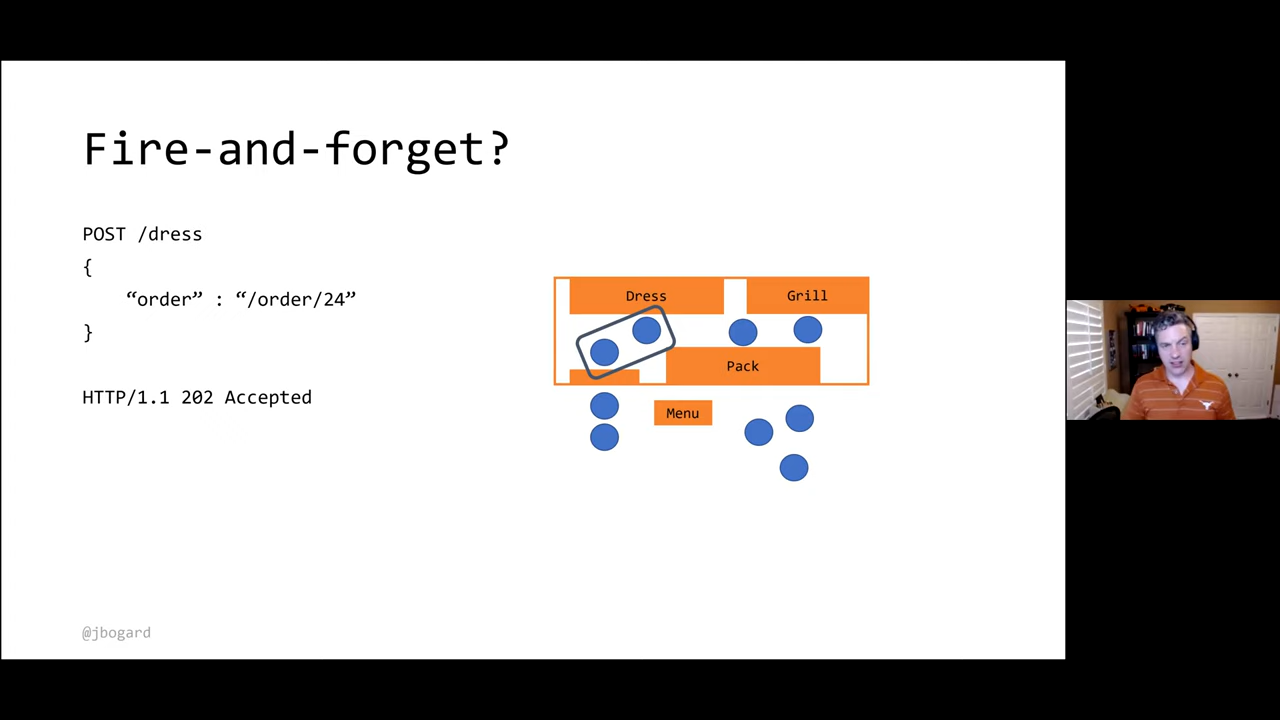 Fire-and-forget?
POST /dress
{
“order” : “/order/24”
}
HTTP/1.1 202 Accepted
Dress
Grill
Pack
Menu
@jbogard